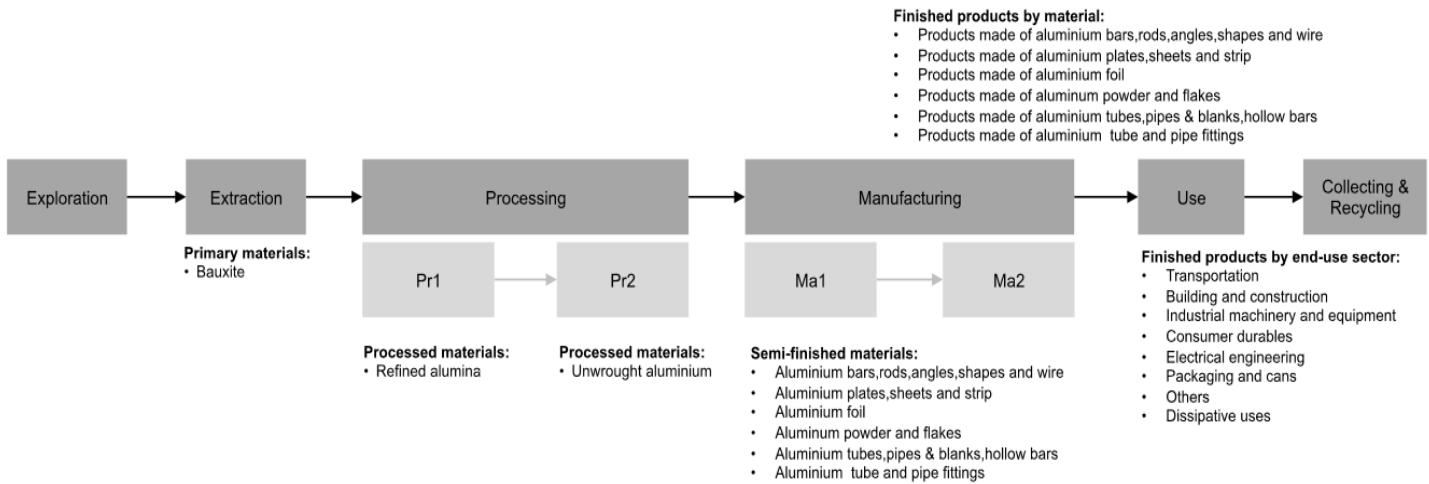 Finished products by material:
• Products made of aluminium bars,rods,angles,shapes and wire
• Products made of aluminium plates,sheets and strip
• Products made of aluminium foil
• Products made of aluminum powder and flakes
• Products made of aluminium tubes,pipes & blanks,hollow bars
• Products made of aluminium tube and pipe fittings
Exploration
Extraction
Processing
Manufacturing
Use
Collecting &
Recycling
Primary materials:
• Bauxite
Pr1
Pr2
Ma1
Ma2
Processed materials:
• Refined alumina
Processed materials:
• Unwrought aluminium
Semi-finished materials:
• Aluminium bars,rods,angles,shapes and wire
• Aluminium plates,sheets and strip
• Aluminium foil
• Aluminum powder and flakes
• Aluminium tubes,pipes & blanks,hollow bars
• Aluminium tube and pipe fittings
Finished products by end-use sector:
• Transportation
• Building and construction
• Industrial machinery and equipment
• Consumer durables
• Electrical engineering
• Packaging and cans
• Others
• Dissipative uses